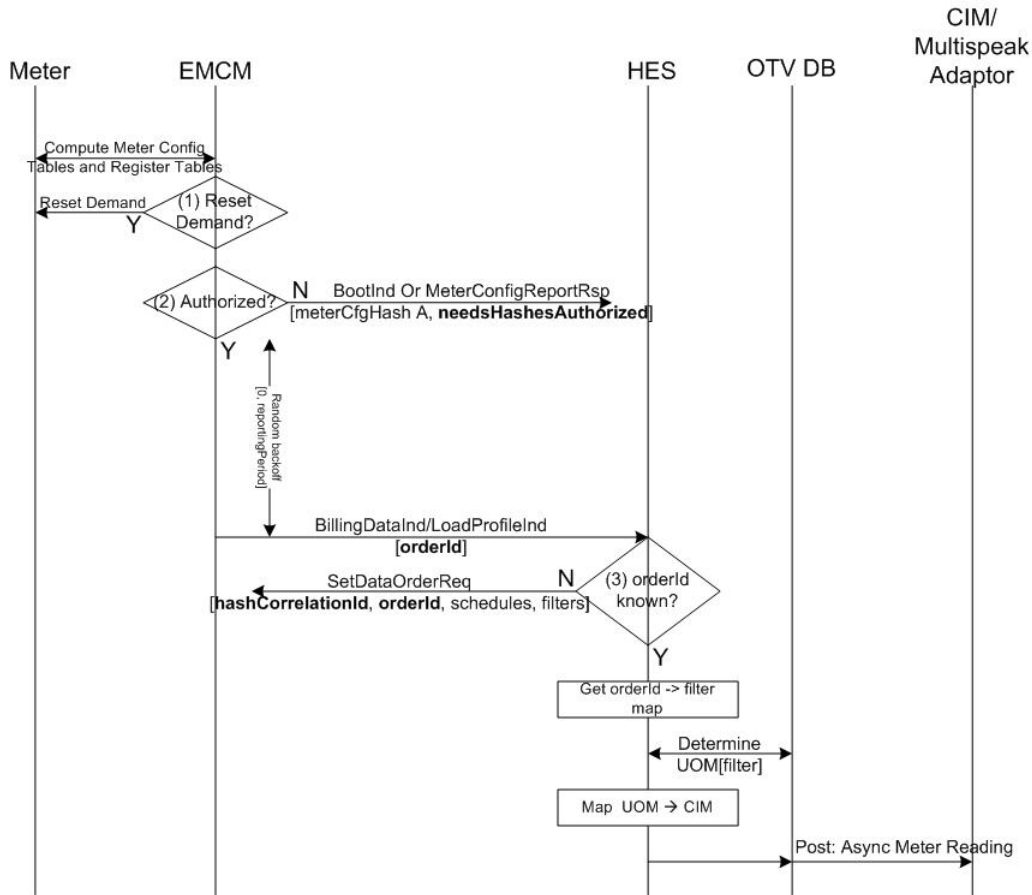 CIM/
Multispeak
Adaptor
Meter
EMCM
HES
OTV DB
Compute Meter Config
Tables and Register Tables
Reset Demand
Y
(1) Reset
Demand?
(2) Authorized?
N
BootInd Or MeterConfigReportRsp
[meterCfgHash A, needsHashesAuthorized]
Y
Random backoff
[0, reportingPeriod]
BillingDataInd/LoadProfileInd
[orderId]
SetDataOrderReq
N
[hashCorrelationId, orderId, schedules, filters]
(3) orderId
known?
Y
Get orderId -> filter
map
Determine
UOM[filter]
Map UOM → CIM
Post: Async Meter Reading